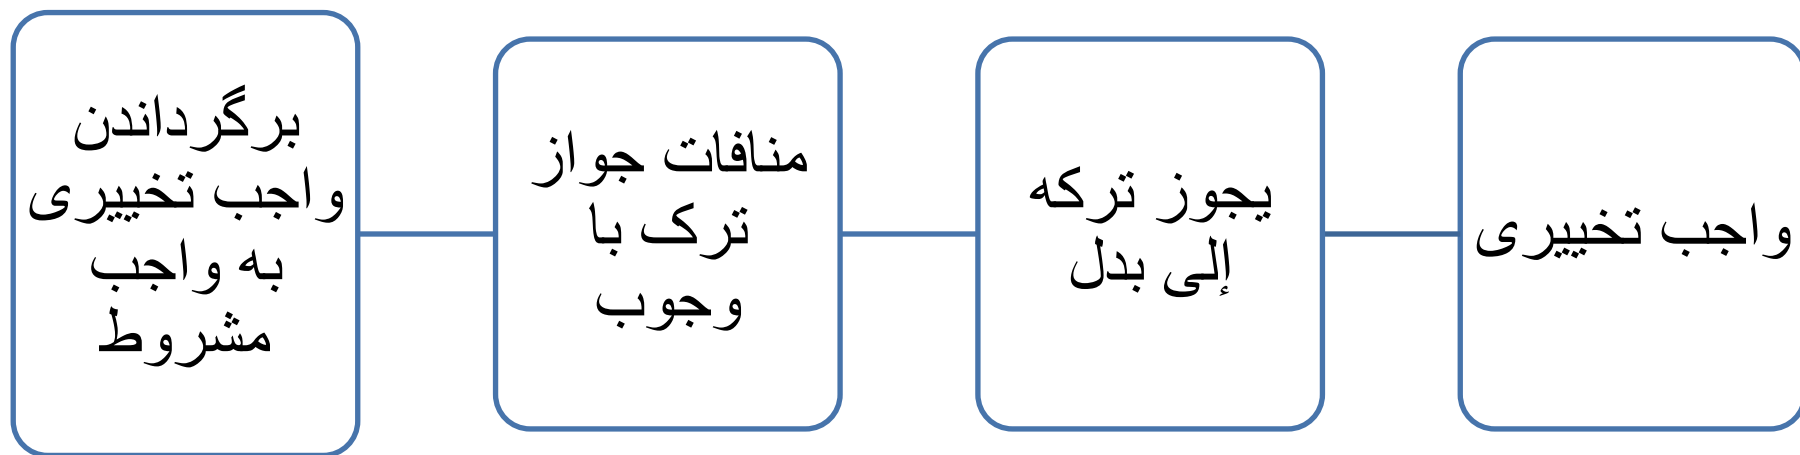 واجب تخییری
یجوز ترکه
إلی بدل
منافات جواز
ترک با
وجوب
برگرداندن
واجب تخییری
به واجب
مشروط